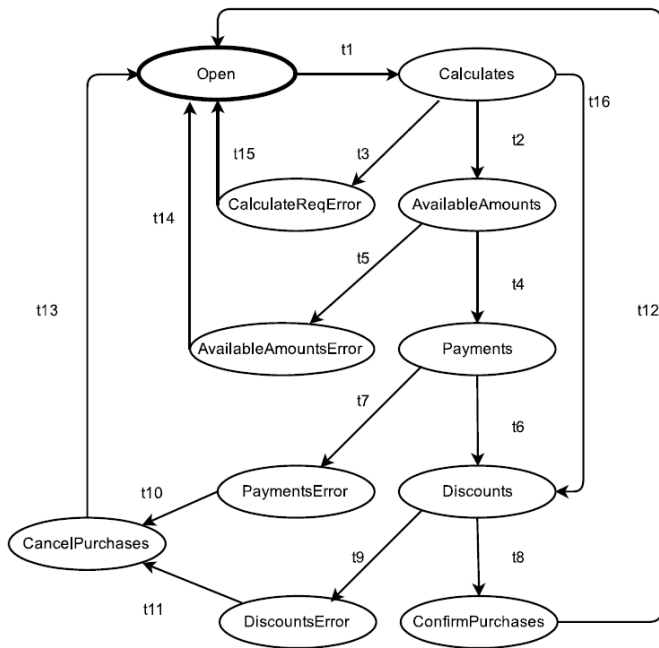 t12
t1
Open
Calculates
t16
t15
t3
t2
CalculateReqError
AvailableAmounts
t14
t5
t4
t13
t12
AvailableAmountsError
Payments
t7
t6
t10
PaymentsError
Discounts
CancelPurchases
t9
t8
t11
DiscountsError
ConfirmPurchases